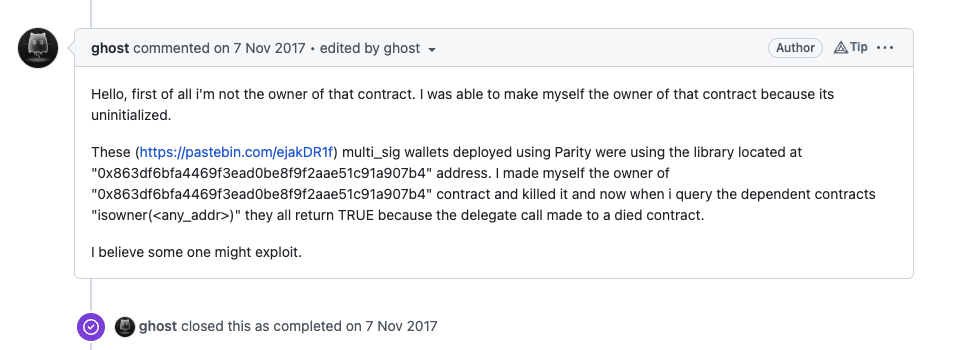 ghost commented on 7 Nov 2017 • edited by ghost
Author
Tip
Hello, first of all i'm not the owner of that contract. I was able to make myself the owner of that contract because its
uninitialized.
These (https://pastebin.com/ejakDR1f) multi_sig wallets deployed using Parity were using the library located at
"0x863df6bfa4469f3ead0be8f9f2aae51c91a907b4" address. I made myself the owner of
"0x863df6bfa4469f3ead0be8f9f2aae51c91a907b4" contract and killed it and now when i query the dependent contracts
"isowner(<any_addr>)" they all return TRUE because the delegate call made to a died contract.
I believe some one might exploit.
ghost closed this as completed on 7 Nov 2017